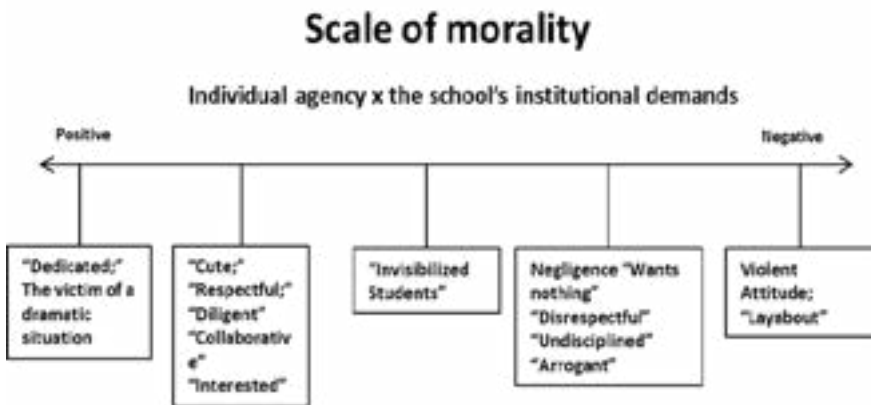 Scale of morality
Individual agency x the school's institutional demands
Positive
Negative
"Dedicated;"
The victim of a
dramatic
situation
"Cute;"
"Respectful;"
"Diligent"
"Collaborativ
e"
"Interested"
"Invisibilized
Students"
Negligence "Wants
nothing"
"Disrespectful"
"Undisciplined"
"Arrogant"
Violent
Attitude;
"Layabout"